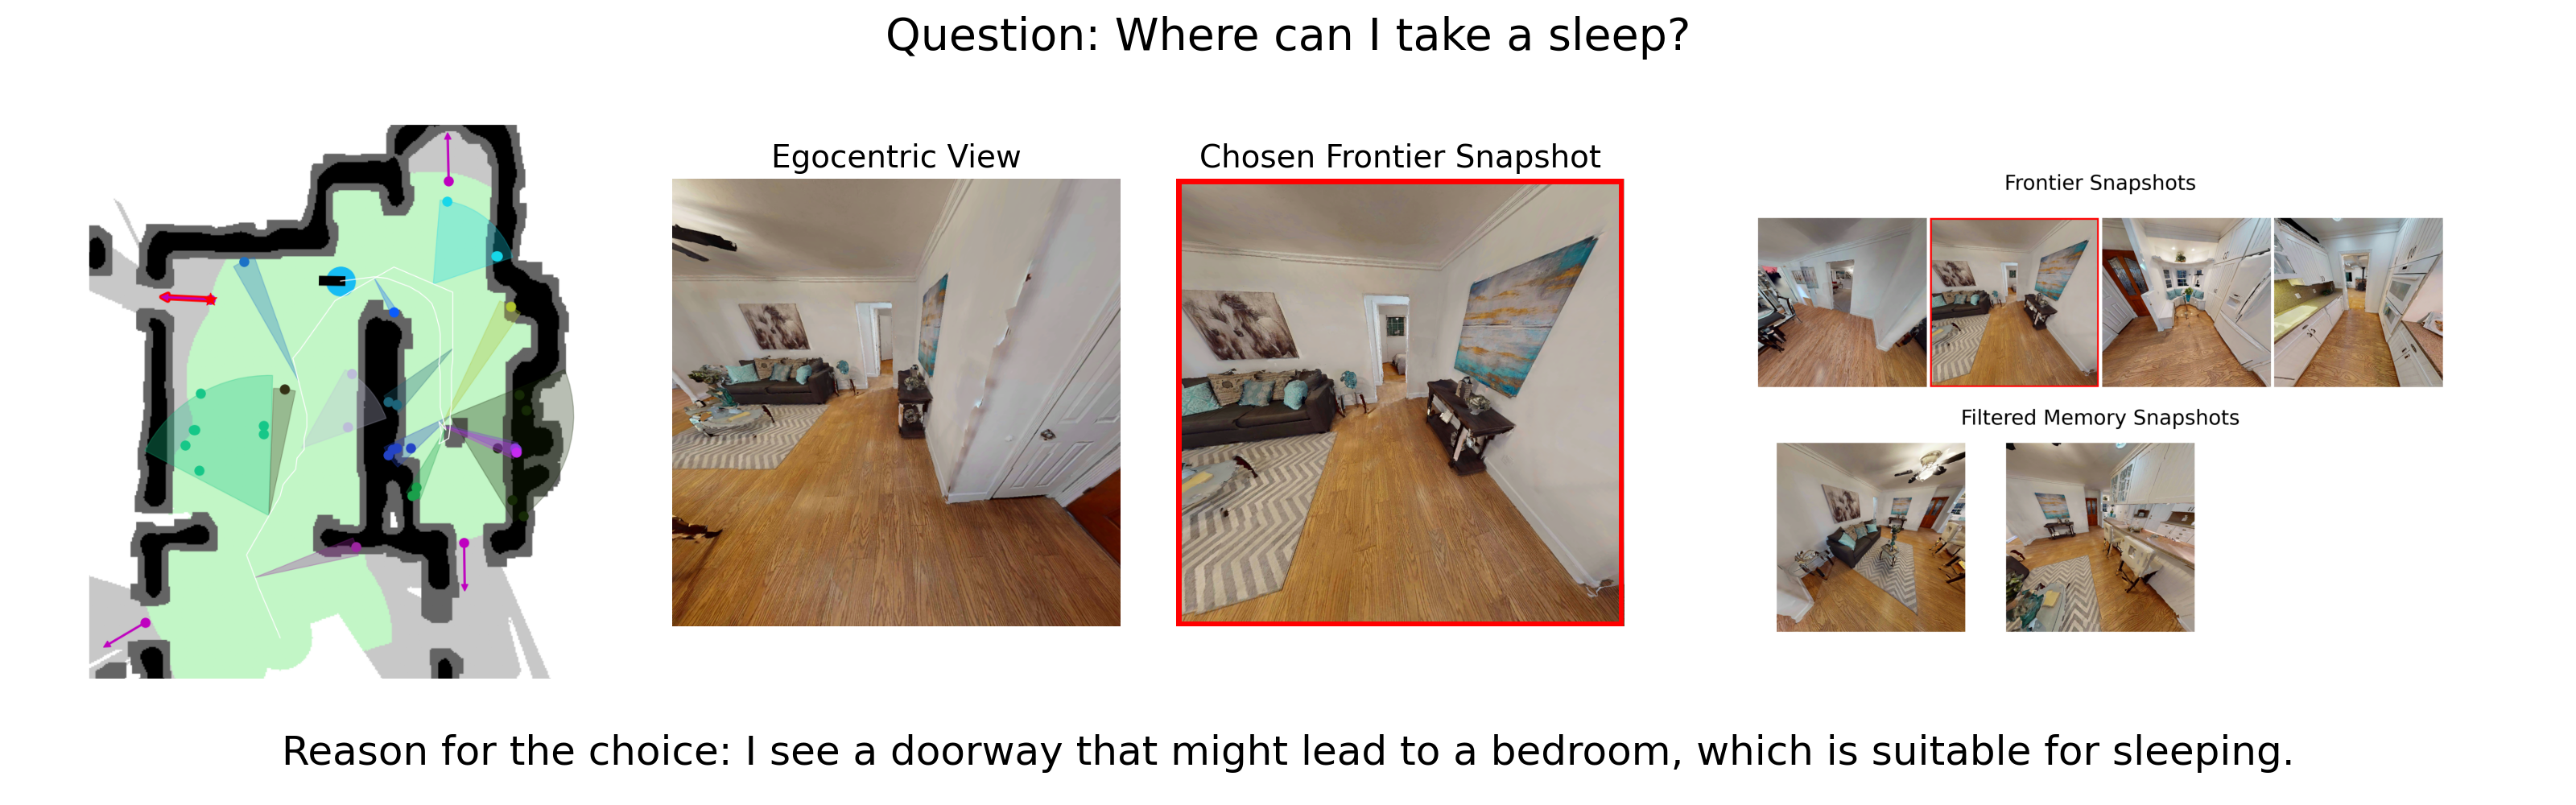 Question: Where can I take a sleep?
Egocentric View
Chosen Frontier Snapshot
Frontier Snapshots
Filtered Memory Snapshots
Reason for the choice: I see a doorway that might lead to a bedroom, which is suitable for sleeping.